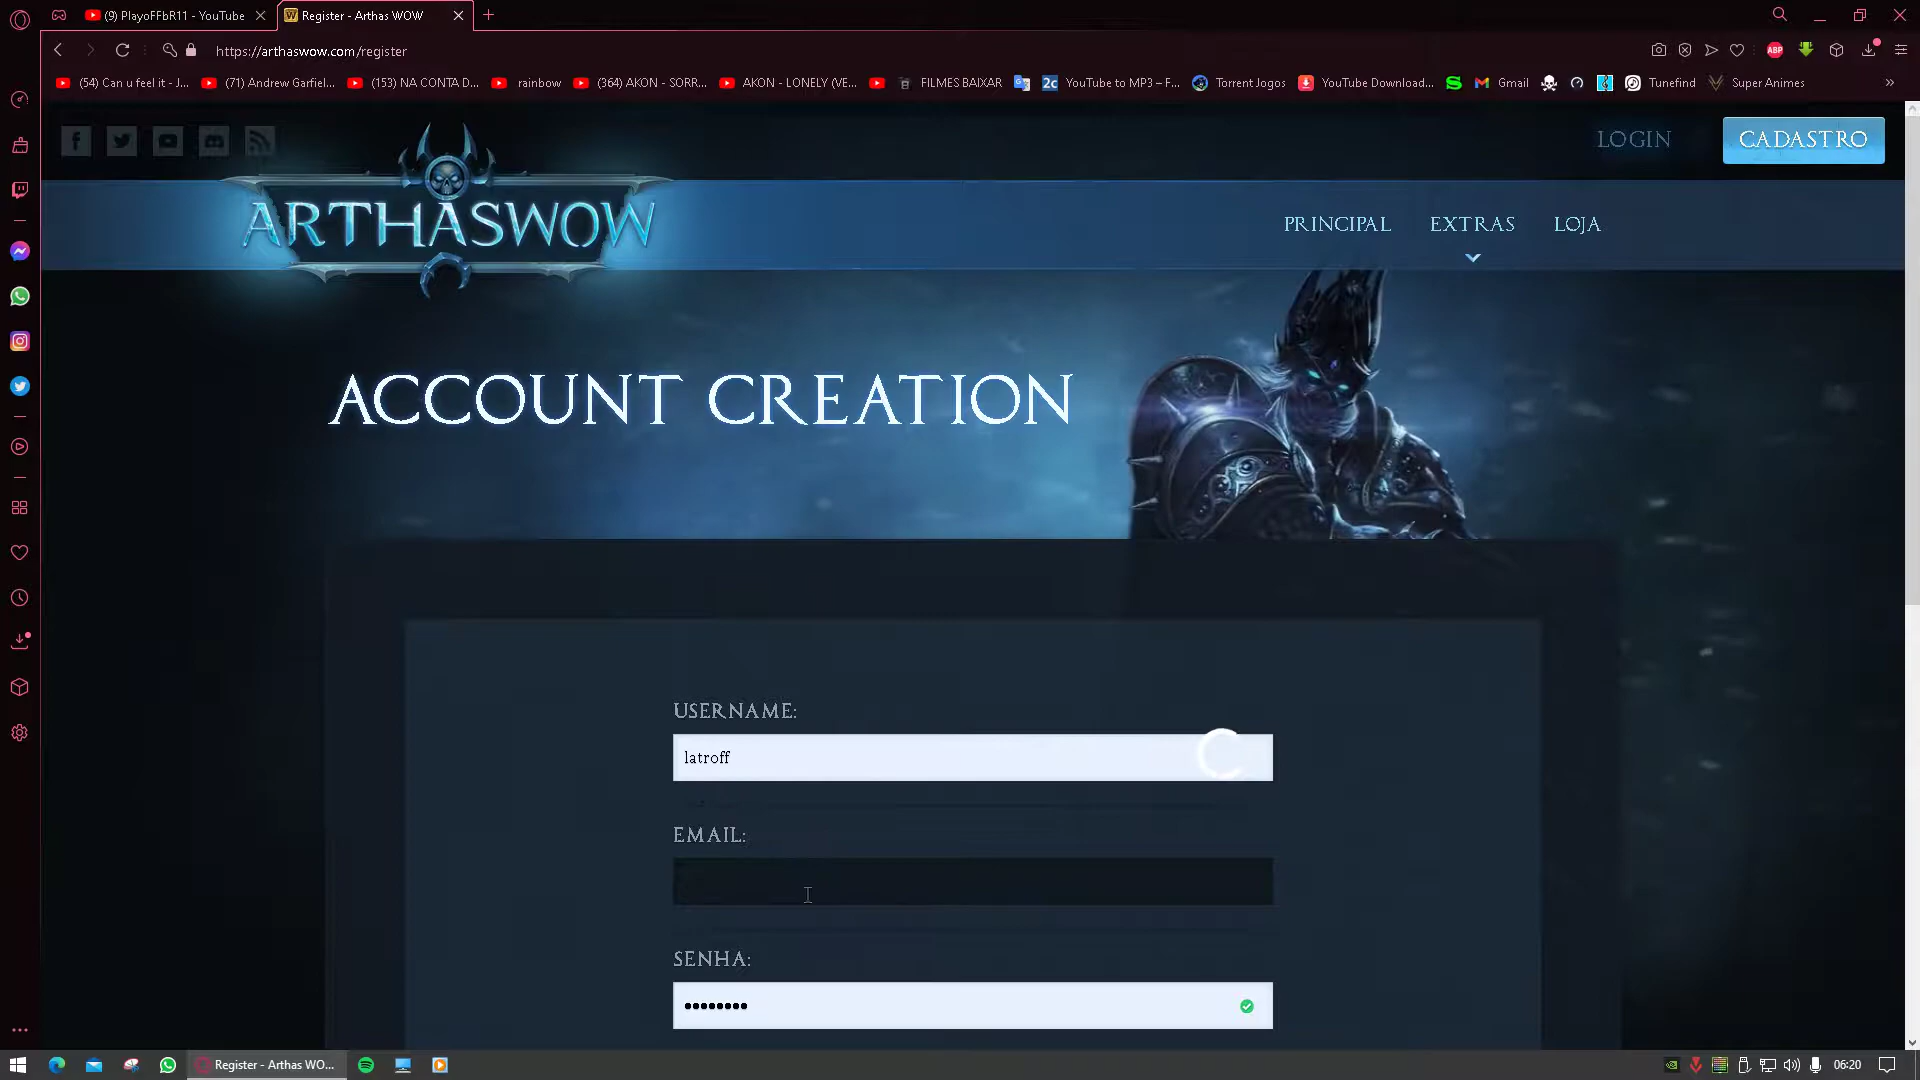 (9) PlayoFFbR11 - YouTube
Register - Arthas WOW
https://arthaswow.com/register
(54) Can u feel it - J...
(71) Andrew Garfiel...
(153) NA CONTA D...
rainbow
(364) AKON - SORR...
AKON - LONELY (VE...
FILMES BAIXAR
2c
YouTube to MP3 – F...
Torrent Jogos
YouTube Download...
Gmail
Tunefind
Super Animes
ABP
LOGIN
CADASTRO
ARTHASWOW
PRINCIPAL
EXTRAS
LOJA
ACCOUNT CREATION
USERNAME:
latroff
EMAIL:
SENHA:
Register - Arthas WO...
06:20